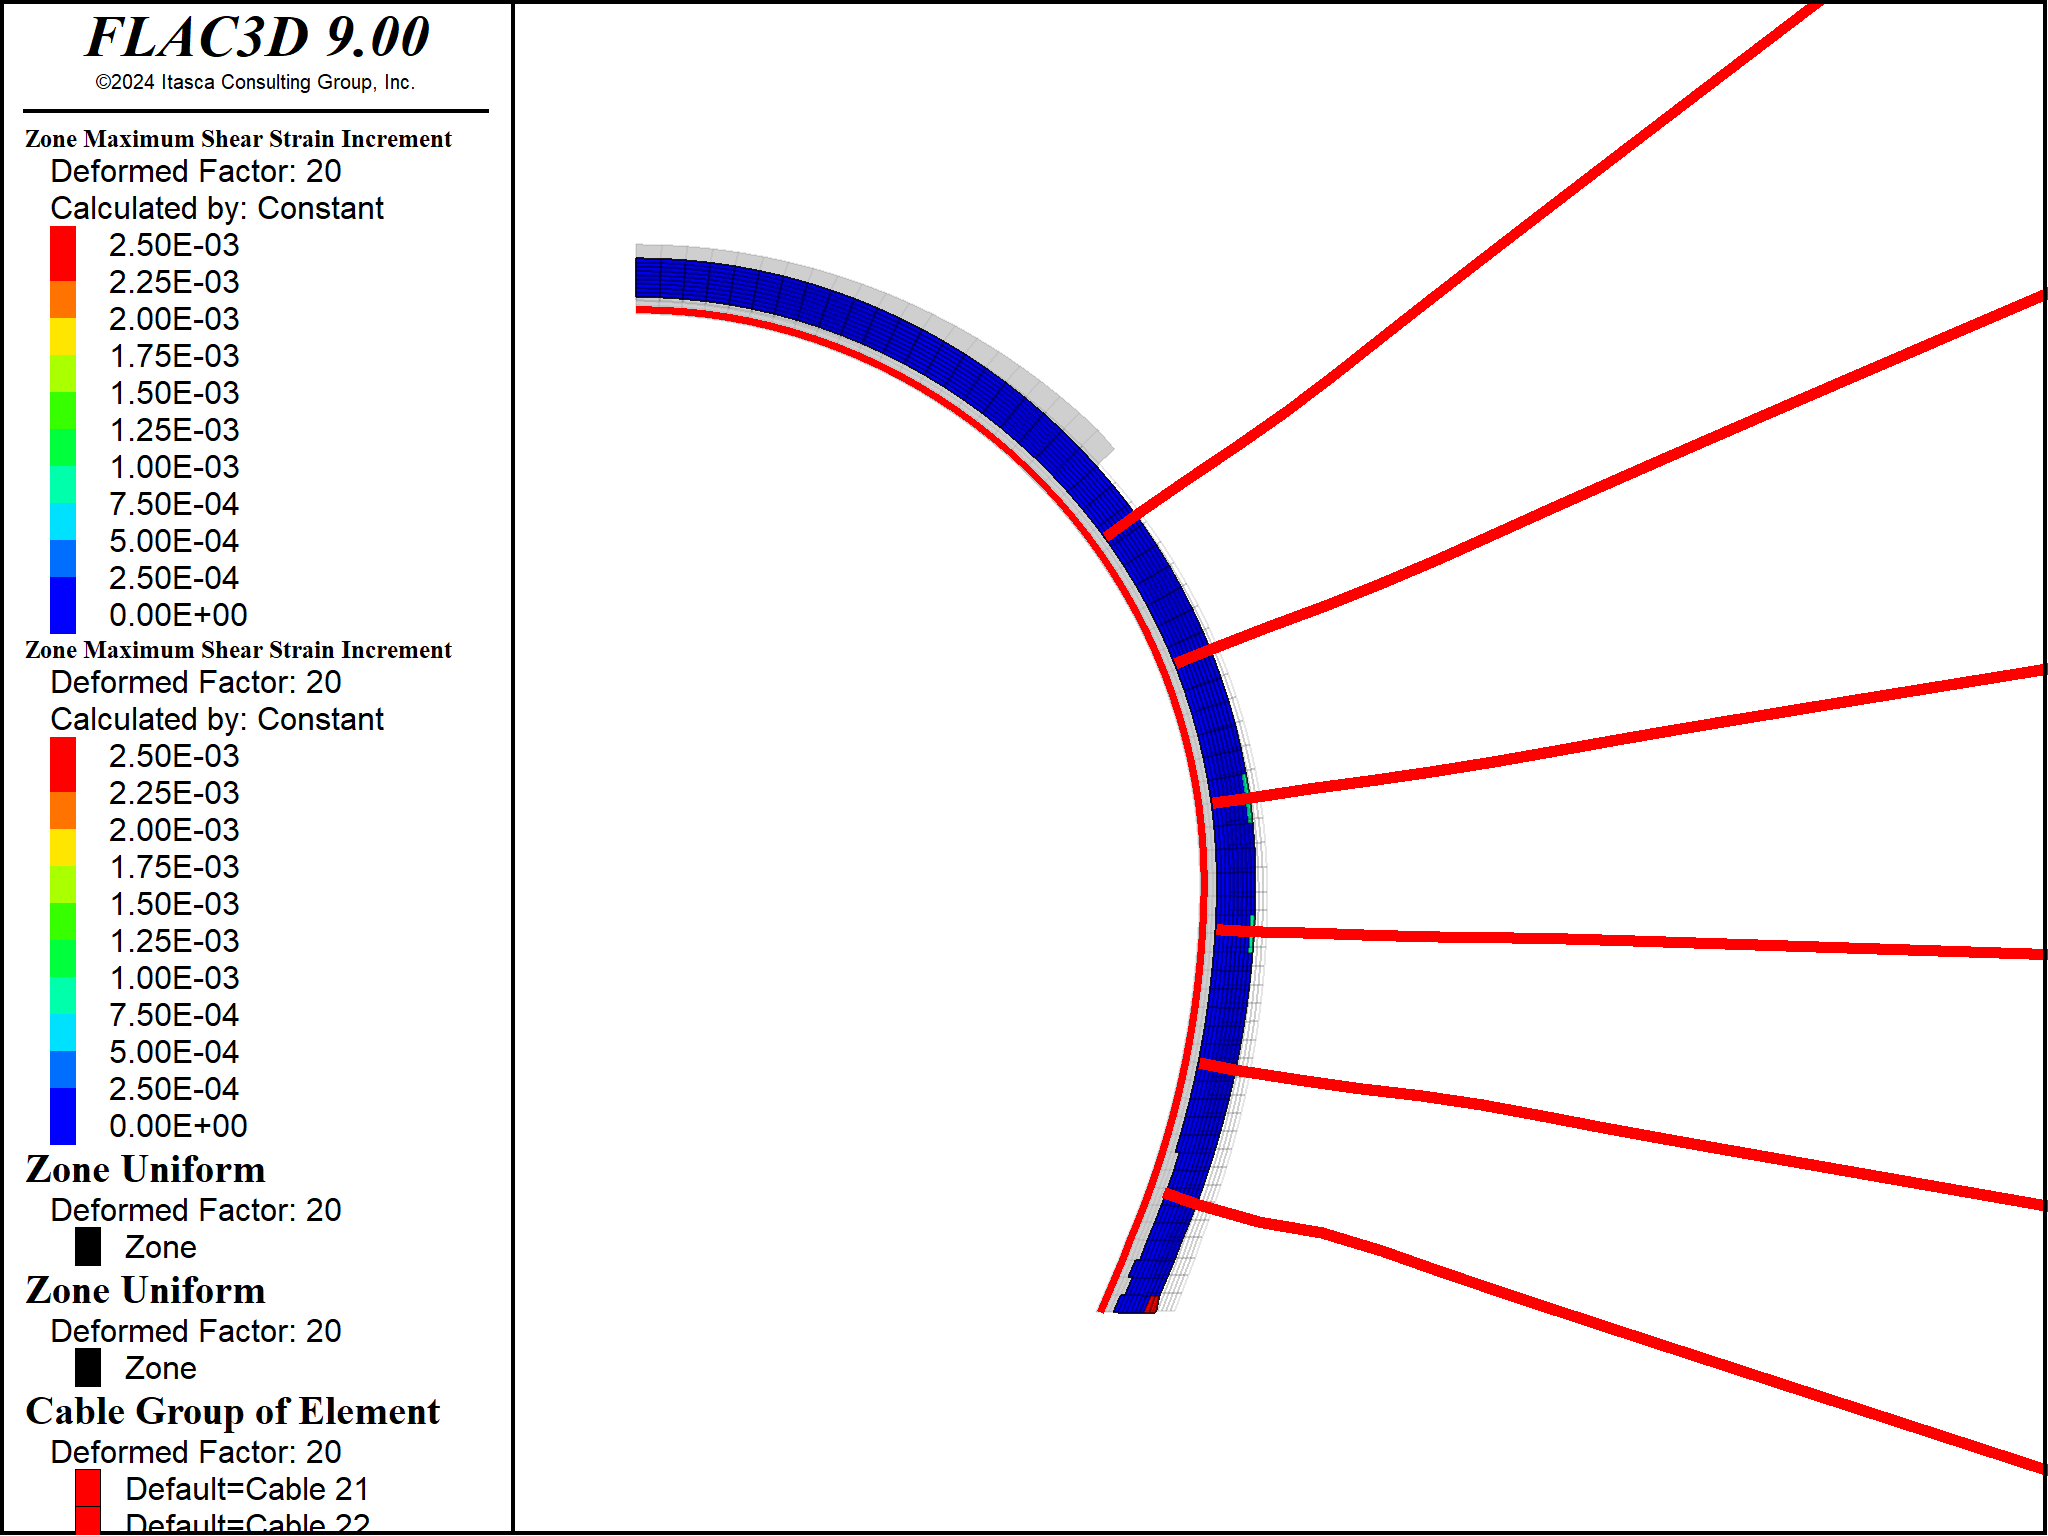 FLAC3D 9.00
©2024 Itasca Consulting Group, Inc.
Zone Maximum Shear Strain Increment
Deformed Factor: 20
Calculated by: Constant
2.50E-03
2.25E-03
2.00E-03
1.75E-03
1.50E-03
1.25E-03
1.00E-03
7.50E-04
5.00E-04
2.50E-04
0.00E+00
Zone Maximum Shear Strain Increment
Deformed Factor: 20
Calculated by: Constant
2.50E-03
2.25E-03
2.00E-03
1.75E-03
1.50E-03
1.25E-03
1.00E-03
7.50E-04
5.00E-04
2.50E-04
0.00E+00
Zone Uniform
Deformed Factor: 20
Zone
Zone Uniform
Deformed Factor: 20
Zone
Cable Group of Element
Deformed Factor: 20
Default=Cable 21
Default=Cable 22